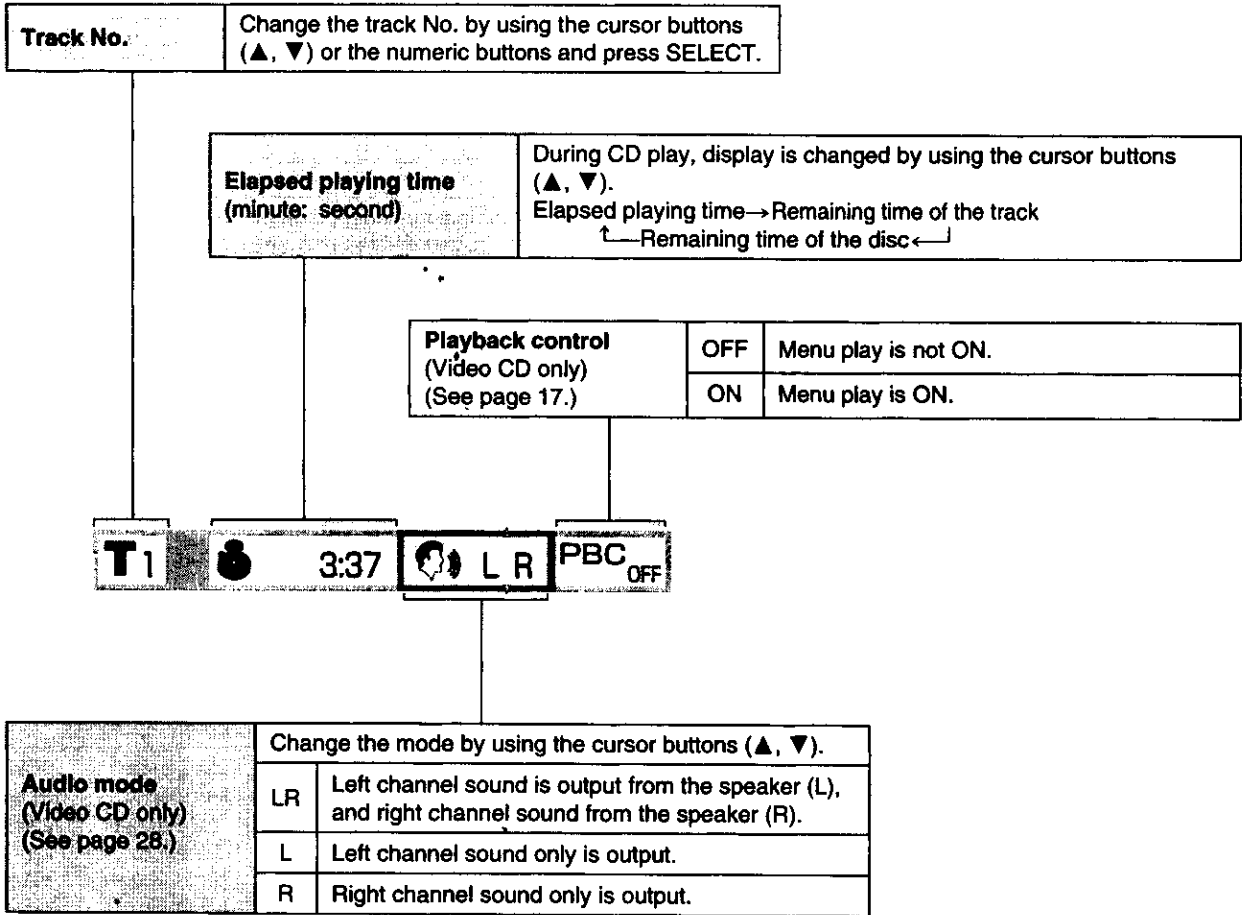 Track No.
Change the track No. by using the cursor buttons
(▲, ▼) or the numeric buttons and press SELECT.
Elapsed playing time
(minute: second)
During CD play, display is changed by using the cursor buttons
(▲, ▼).
Elapsed playing time→Remaining time of the track
Remaining time of the disc←
Playback control
(Video CD only)
(See page 17.)
OFF
Menu play is not ON.
ON
Menu play is ON.
T1
3:37
L R
PBC OFF
Audio mode
(Video CD only)
(See page 28.)
Change the mode by using the cursor buttons (▲, ▼).
LR
Left channel sound is output from the speaker (L),
and right channel sound from the speaker (R).
L
Left channel sound only is output.
R
Right channel sound only is output.